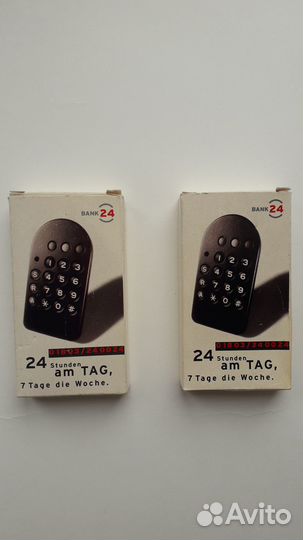 BANK 24
01803/240024
24 Stunden
am TAG,
7 Tage die Woche.
BANK 24
01803/240024
24 Stunden
am TAG,
7 Tage die Woche.
Avito